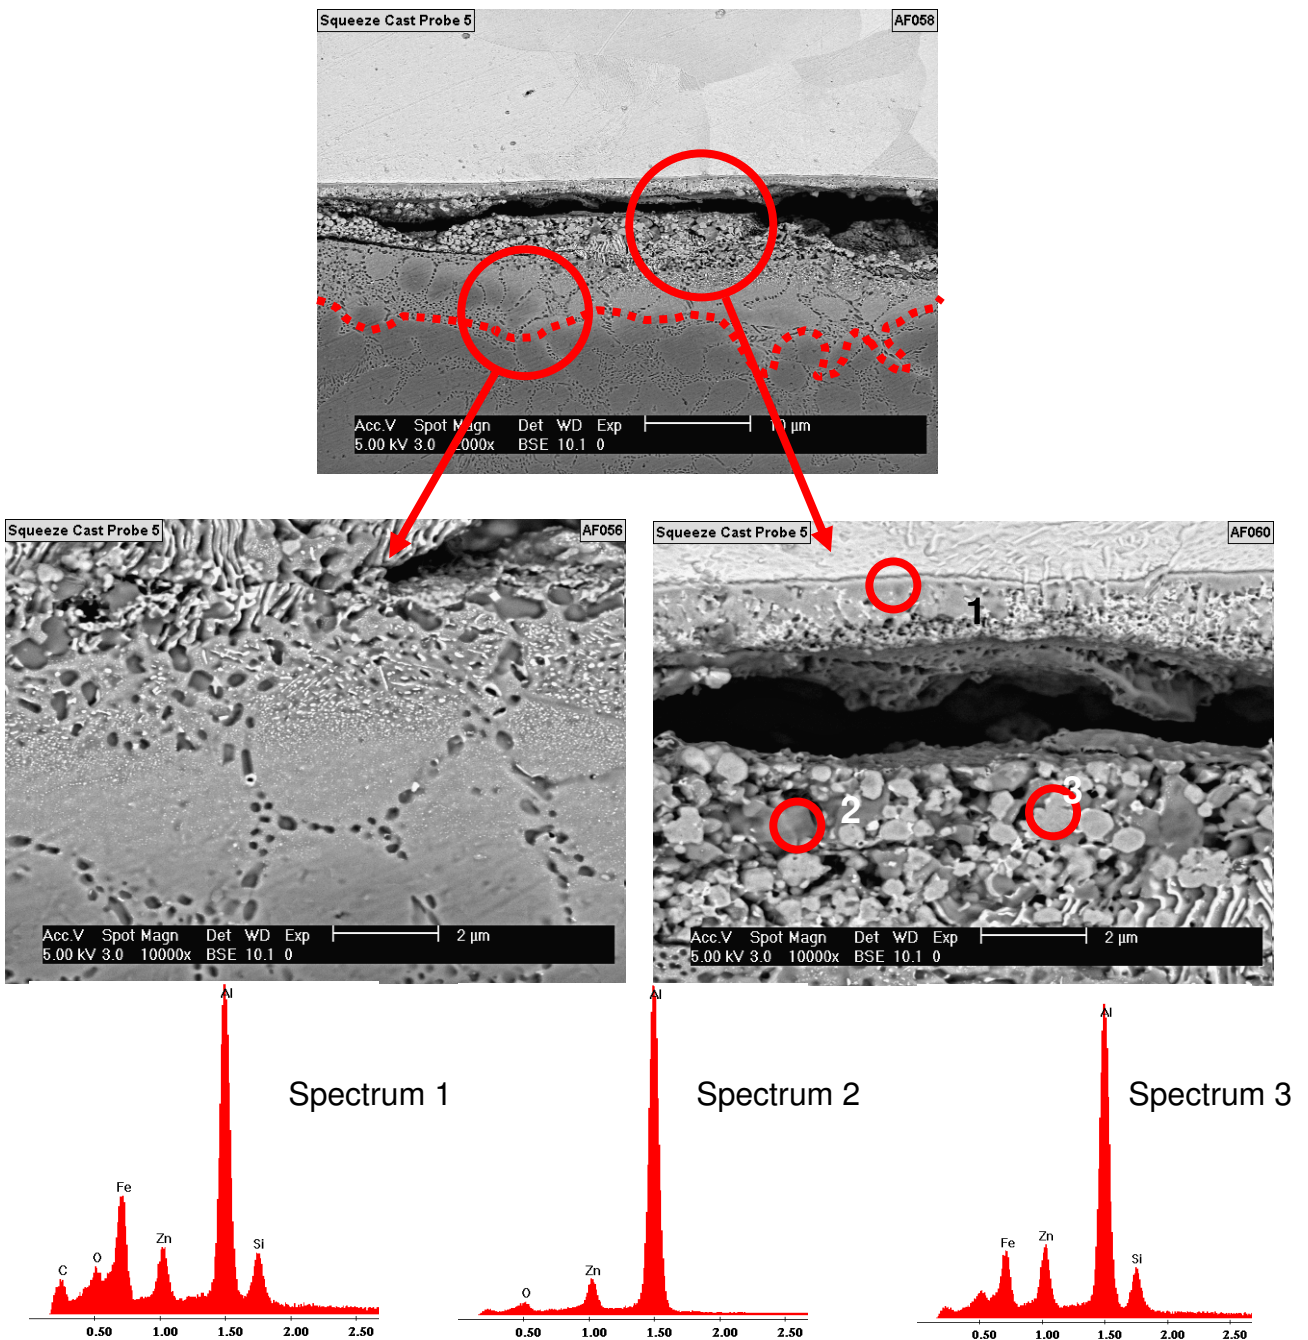 Squeeze Cast Probe 5 AF058
Acc.V Spot Magn Det WD Exp 10 µm
5.00 kV 3.0 2000x BSE 10.1 0
Squeeze Cast Probe 5 AF056
Acc.V Spot Magn Det WD Exp 2 µm
5.00 kV 3.0 10000x BSE 10.1 0
Squeeze Cast Probe 5 AF060
1
2
3
Acc.V Spot Magn Det WD Exp 2 µm
5.00 kV 3.0 10000x BSE 10.1 0
Spectrum 1
Al
Fe
Zn
Si
O
C
0.50 1.00 1.50 2.00 2.50
Spectrum 2
Al
Zn
O
0.50 1.00 1.50 2.00 2.50
Spectrum 3
Al
Fe
Zn
Si
0.50 1.00 1.50 2.00 2.50